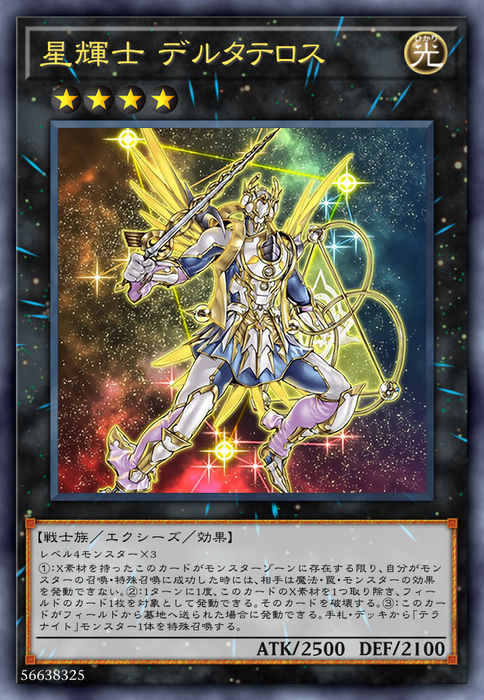 星輝士 デルタテロス
ひかり
光
【戦士族/エクシーズ/効果】
レベル4モンスター×3
①:X素材を持ったこのカードがモンスターゾーンに存在する限り、自分がモン
スターの召喚・特殊召喚に成功した時には、相手は魔法・罠・モンスターの効果
を発動できない。②:1ターンに1度、このカードのX素材を1つ取り除き、フィー
ルドのカード1枚を対象として発動できる。そのカードを破壊する。③:このカー
ドがフィールドから墓地へ送られた場合に発動できる。手札・デッキから「テラ
ナイト」モンスター1体を特殊召喚する。
ATK/2500 DEF/2100
56638325